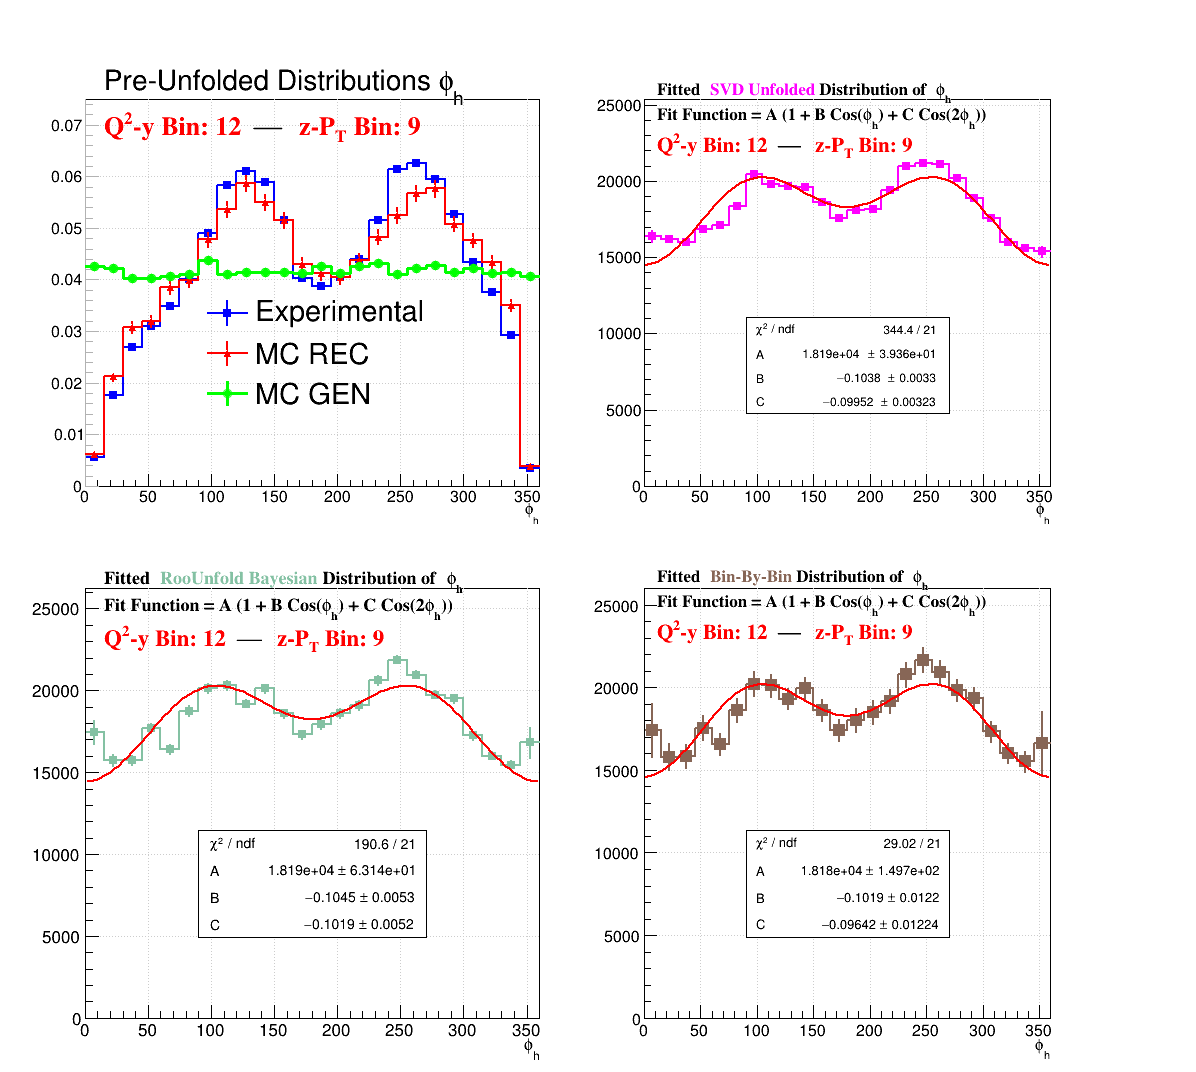 Pre-Unfolded Distributions ϕh
Q²-y Bin: 12 — z-PT Bin: 9
0.07
0.06
0.05
0.04
0.03
0.02
0.01
0
Experimental
MC REC
MC GEN
0 50 100 150 200 250 300 350
ϕh
Fitted SVD Unfolded Distribution of ϕh
Fit Function = A (1 + B Cos(ϕh) + C Cos(2ϕh))
Q²-y Bin: 12 — z-PT Bin: 9
25000
20000
15000
10000
5000
0
χ² / ndf 344.4 / 21
A 1.819e+04 ± 3.936e+01
B −0.1038 ± 0.0033
C −0.09952 ± 0.00323
0 50 100 150 200 250 300 350
ϕh
Fitted RooUnfold Bayesian Distribution of ϕh
Fit Function = A (1 + B Cos(ϕh) + C Cos(2ϕh))
Q²-y Bin: 12 — z-PT Bin: 9
25000
20000
15000
10000
5000
0
χ² / ndf 190.6 / 21
A 1.819e+04 ± 6.314e+01
B −0.1045 ± 0.0053
C −0.1019 ± 0.0052
0 50 100 150 200 250 300 350
ϕh
Fitted Bin-By-Bin Distribution of ϕh
Fit Function = A (1 + B Cos(ϕh) + C Cos(2ϕh))
Q²-y Bin: 12 — z-PT Bin: 9
25000
20000
15000
10000
5000
0
χ² / ndf 29.02 / 21
A 1.818e+04 ± 1.497e+02
B −0.1019 ± 0.0122
C −0.09642 ± 0.01224
0 50 100 150 200 250 300 350
ϕh